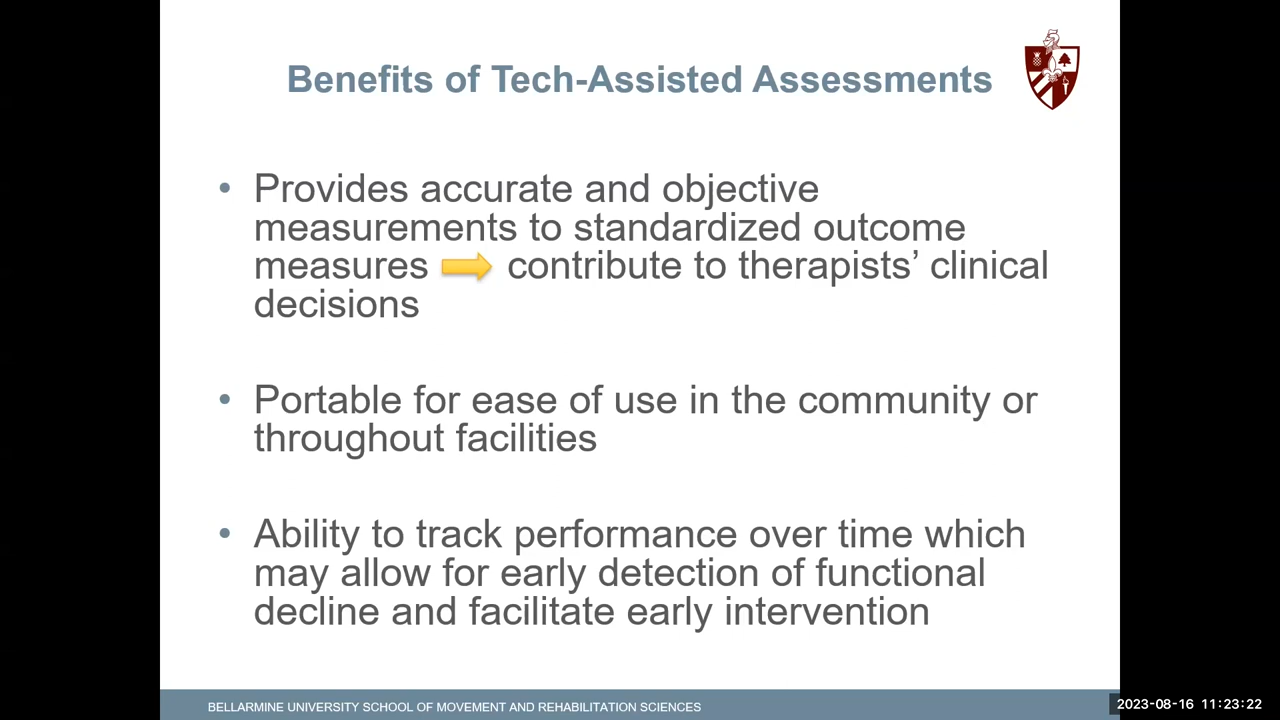 Benefits of Tech-Assisted Assessments
• Provides accurate and objective
measurements to standardized outcome
measures contribute to therapists’ clinical
decisions
• Portable for ease of use in the community or
throughout facilities
• Ability to track performance over time which
may allow for early detection of functional
decline and facilitate early intervention
BELLARMINE UNIVERSITY SCHOOL OF MOVEMENT AND REHABILITATION SCIENCES
2023-08-16 11:23:22